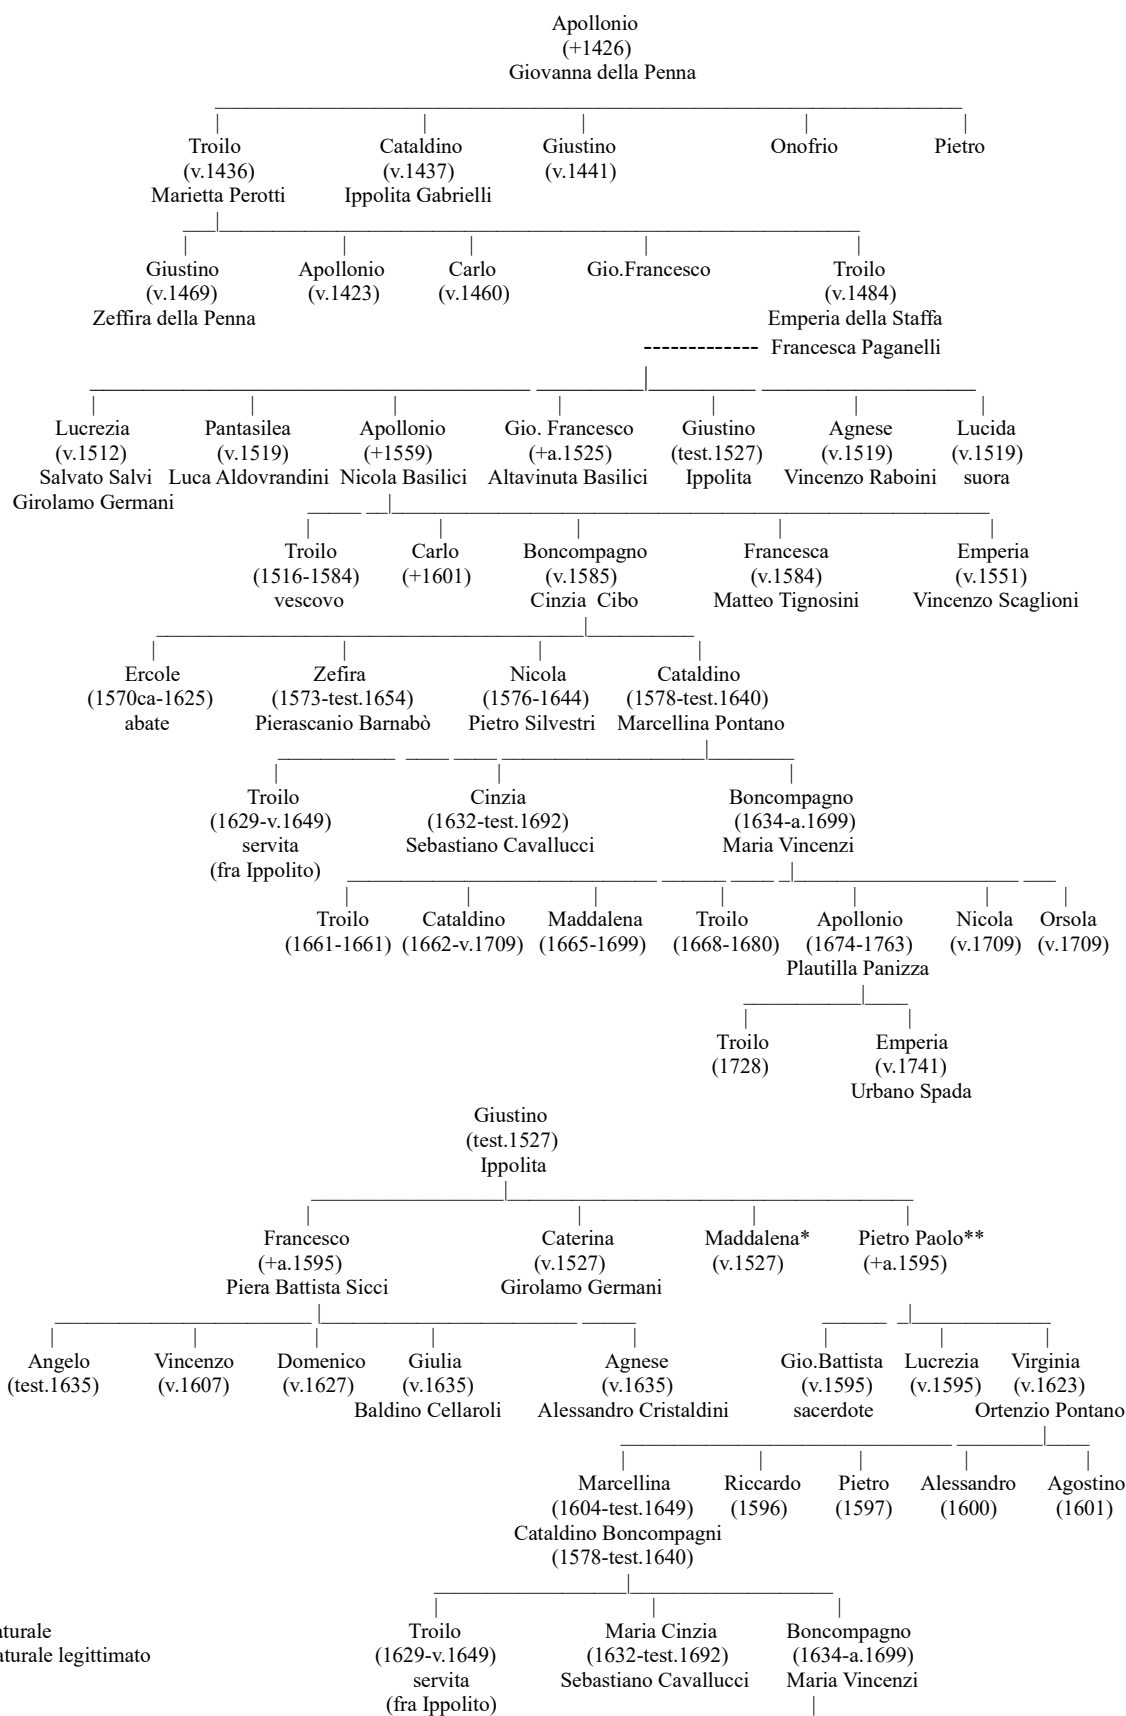 Apollonio
(+1426)
Giovanna della Penna
Troilo Cataldino Giustino Onofrio Pietro
(v.1436) (v.1437) (v.1441)
Marietta Perotti Ippolita Gabrielli
Giustino Apollonio Carlo Gio.Francesco Troilo
(v.1469) (v.1423) (v.1460) (v.1484)
Zeffira della Penna Emperia della Staffa
------------- Francesca Paganelli
Lucrezia Pantasilea Apollonio Gio. Francesco Giustino Agnese Lucida
(v.1512) (v.1519) (+1559) (+a.1525) (test.1527) (v.1519) (v.1519)
Salvato Salvi Luca Aldovrandini Nicola Basilici Altavinuta Basilici Ippolita Vincenzo Raboini suora
Girolamo Germani
Troilo Carlo Boncompagno Francesca Emperia
(1516-1584) (+1601) (v.1585) (v.1584) (v.1551)
vescovo Cinzia Cibo Matteo Tignosini Vincenzo Scaglioni
Ercole Zefira Nicola Cataldino
(1570ca-1625) (1573-test.1654) (1576-1644) (1578-test.1640)
abate Pierascanio Barnabò Pietro Silvestri Marcellina Pontano
Troilo Cinzia Boncompagno
(1629-v.1649) (1632-test.1692) (1634-a.1699)
servita Sebastiano Cavallucci Maria Vincenzi
(fra Ippolito)
Troilo Cataldino Maddalena Troilo Apollonio Nicola Orsola
(1661-1661) (1662-v.1709) (1665-1699) (1668-1680) (1674-1763) (v.1709) (v.1709)
Plautilla Panizza
Troilo Emperia
(1728) (v.1741)
Urbano Spada
Giustino
(test.1527)
Ippolita
Francesco Caterina Maddalena* Pietro Paolo**
(+a.1595) (v.1527) (v.1527) (+a.1595)
Piera Battista Sicci Girolamo Germani
Angelo Vincenzo Domenico Giulia Agnese Gio.Battista Lucrezia Virginia
(test.1635) (v.1607) (v.1627) (v.1635) (v.1635) (v.1595) (v.1595) (v.1623)
Baldino Cellaroli Alessandro Cristaldini sacerdote Ortenzio Pontano
Marcellina Riccardo Pietro Alessandro Agostino
(1604-test.1649) (1596) (1597) (1600) (1601)
Cataldino Boncompagni
(1578-test.1640)
aturale Troilo Maria Cinzia Boncompagno
aturale legittimato (1629-v.1649) (1632-test.1692) (1634-a.1699)
servita Sebastiano Cavallucci Maria Vincenzi
(fra Ippolito)